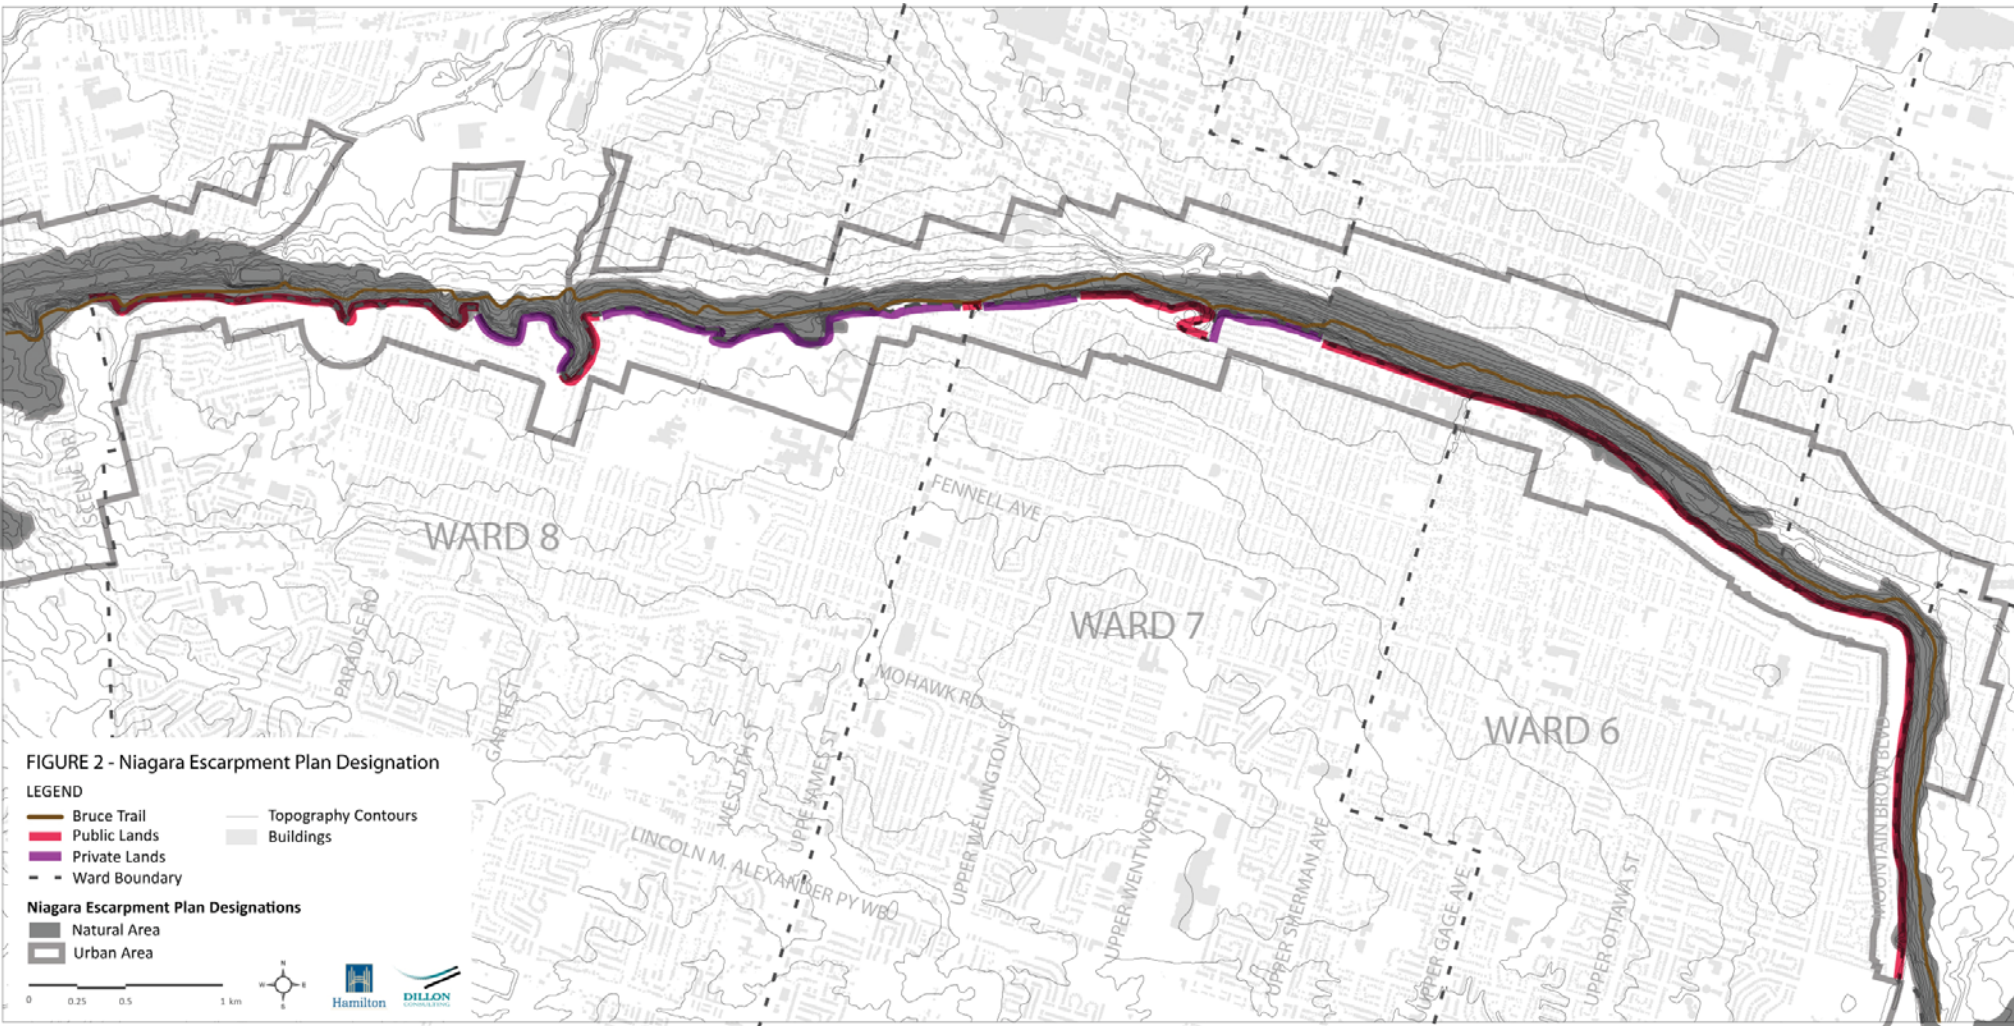 WARD 8
FENNELL AVE
WARD 7
WARD 6
SCENIC DR
PARADISE RD
GARTH ST
WEST 5TH ST
UPPER JAMES ST
MOHAWK RD
UPPER WELLINGTON ST
LINCOLN M. ALEXANDER PY WB
UPPER WENTWORTH ST
UPPER SHERMAN AVE
UPPER GAGE AVE
UPPER OTTAWA ST
MOUNTAIN BROW BLVD
FIGURE 2 - Niagara Escarpment Plan Designation
LEGEND
Bruce Trail
Public Lands
Private Lands
Ward Boundary
Topography Contours
Buildings
Niagara Escarpment Plan Designations
Natural Area
Urban Area
0 0.25 0.5 1 km
N
W E
S
Hamilton
DILLON
CONSULTING